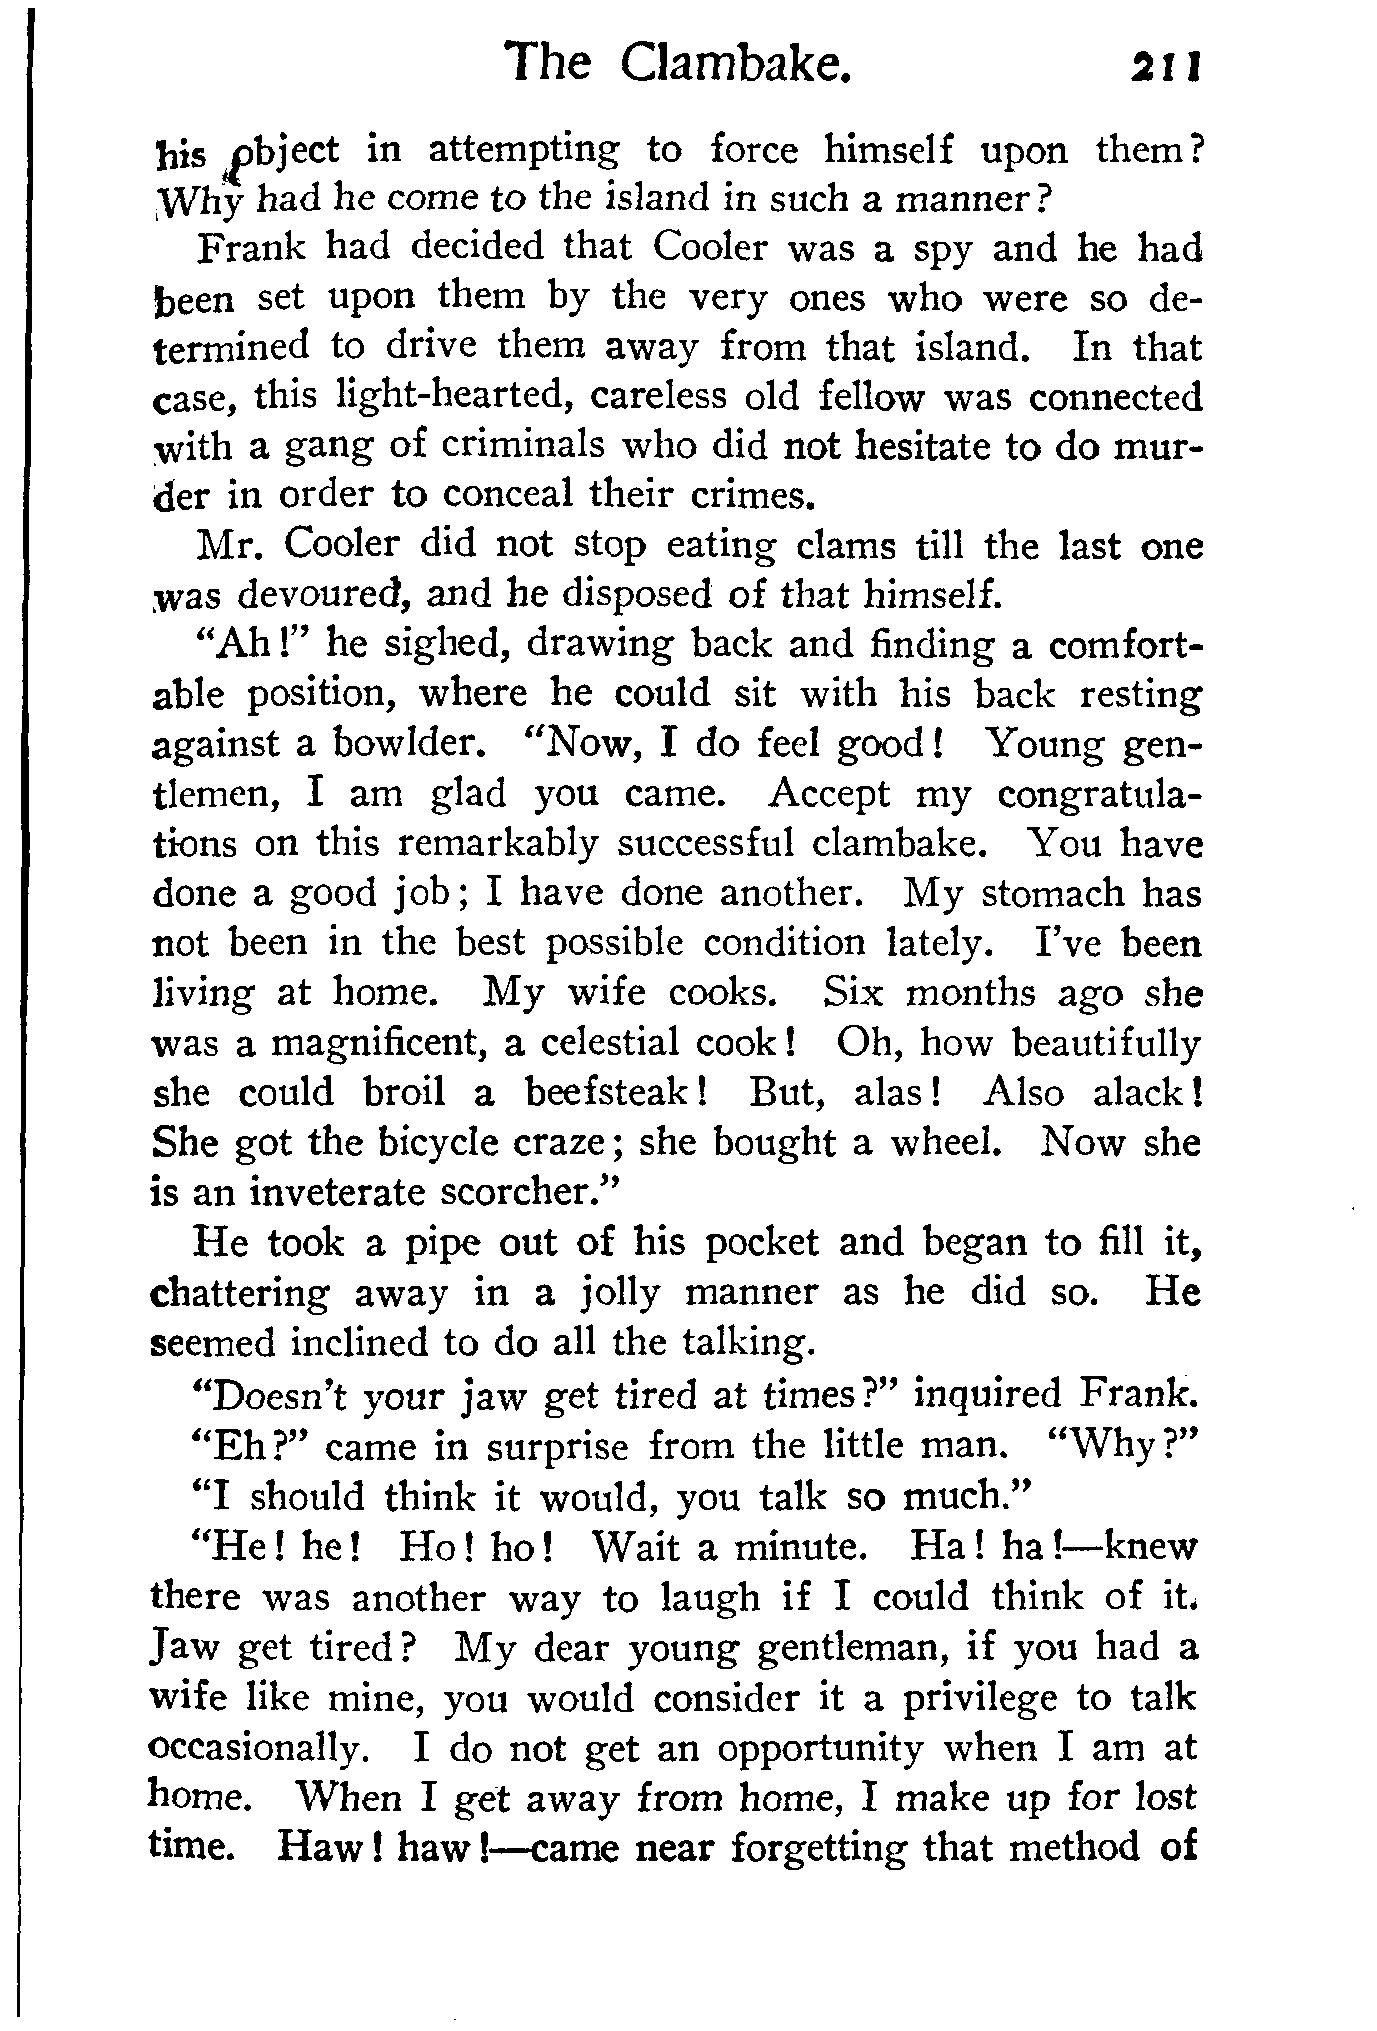 The Clambake. 211
his object in attempting to force himself upon them?
Why had he come to the island in such a manner?
Frank had decided that Cooler was a spy and he had
been set upon them by the very ones who were so de-
termined to drive them away from that island. In that
case, this light-hearted, careless old fellow was connected
with a gang of criminals who did not hesitate to do mur-
der in order to conceal their crimes.
Mr. Cooler did not stop eating clams till the last one
was devoured, and he disposed of that himself.
"Ah!" he sighed, drawing back and finding a comfort-
able position, where he could sit with his back resting
against a bowlder. "Now, I do feel good! Young gen-
tlemen, I am glad you came. Accept my congratula-
tions on this remarkably successful clambake. You have
done a good job; I have done another. My stomach has
not been in the best possible condition lately. I've been
living at home. My wife cooks. Six months ago she
was a magnificent, a celestial cook! Oh, how beautifully
she could broil a beefsteak! But, alas! Also alack!
She got the bicycle craze; she bought a wheel. Now she
is an inveterate scorcher."
He took a pipe out of his pocket and began to fill it,
chattering away in a jolly manner as he did so. He
seemed inclined to do all the talking.
"Doesn't your jaw get tired at times?" inquired Frank.
"Eh?" came in surprise from the little man. "Why?"
"I should think it would, you talk so much."
"He! he! Ho! ho! Wait a minute. Ha! ha!—knew
there was another way to laugh if I could think of it.
Jaw get tired? My dear young gentleman, if you had a
wife like mine, you would consider it a privilege to talk
occasionally. I do not get an opportunity when I am at
home. When I get away from home, I make up for lost
time. Haw! haw!—came near forgetting that method of